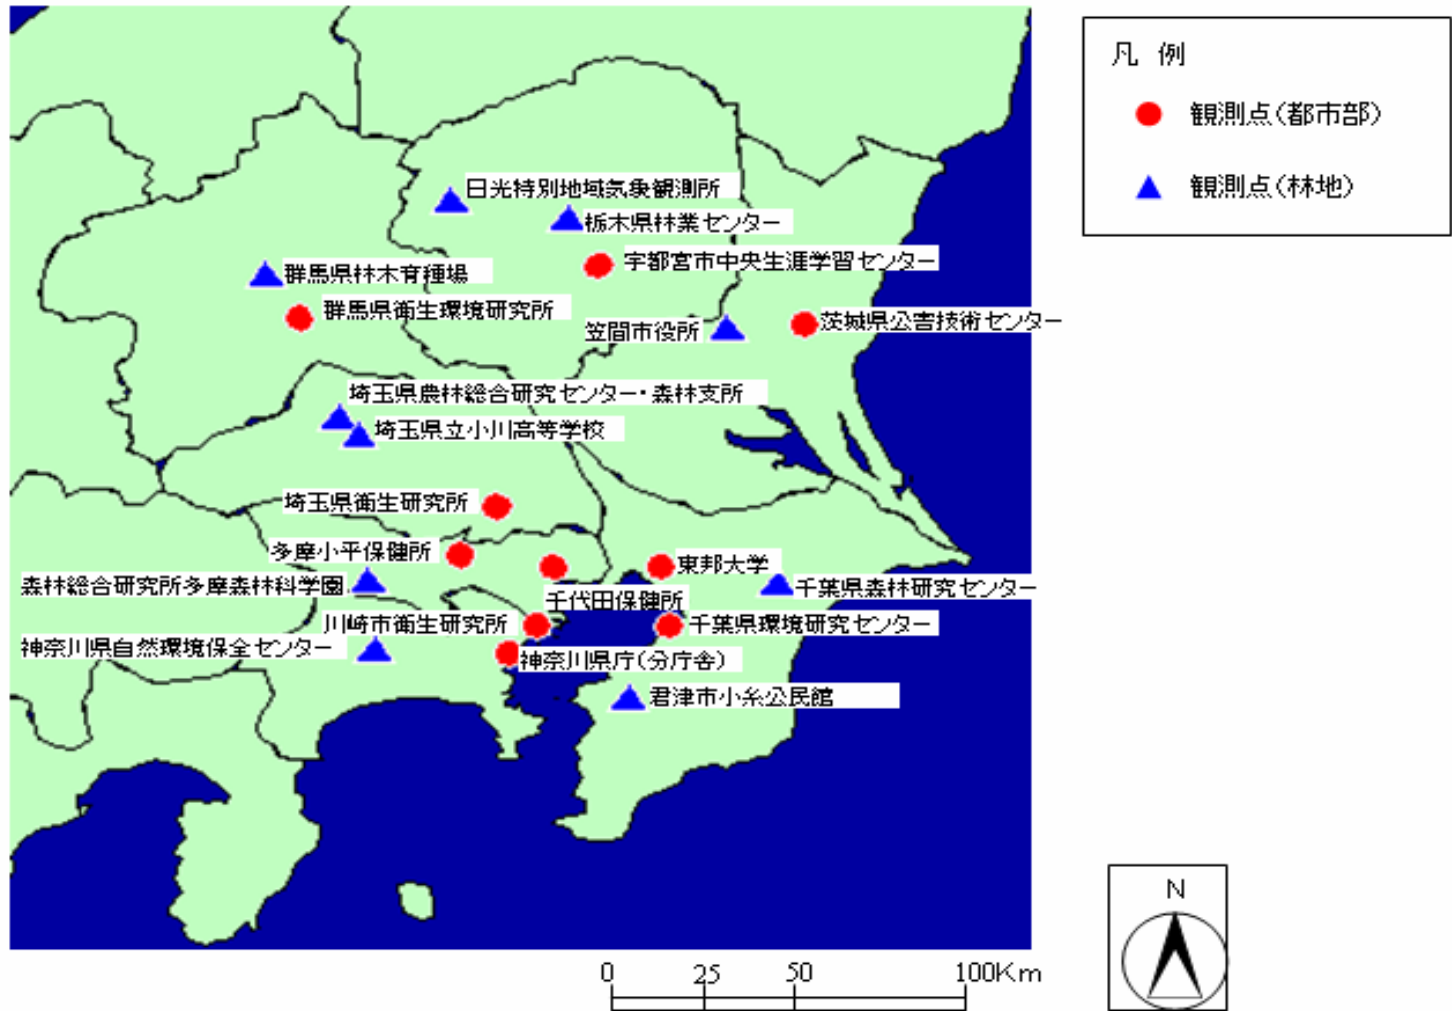 凡 例
観測点(都市部)
観測点(林地)
日光特別地域気象観測所
栃木県林業センター
宇都宮市中央生涯学習センター
群馬県林木育種場
群馬県衛生環境研究所
笠間市役所
茨城県公害技術センター
埼玉県農林総合研究センター・森林支所
埼玉県立小川高等学校
埼玉県衛生研究所
多摩小平保健所
東邦大学
森林総合研究所多摩森林科学園
千葉県森林研究センター
千代田保健所
川崎市衛生研究所
千葉県環境研究センター
神奈川県自然環境保全センター
神奈川県庁(分庁舎)
君津市小糸公民館
N
0 25 50 100Km